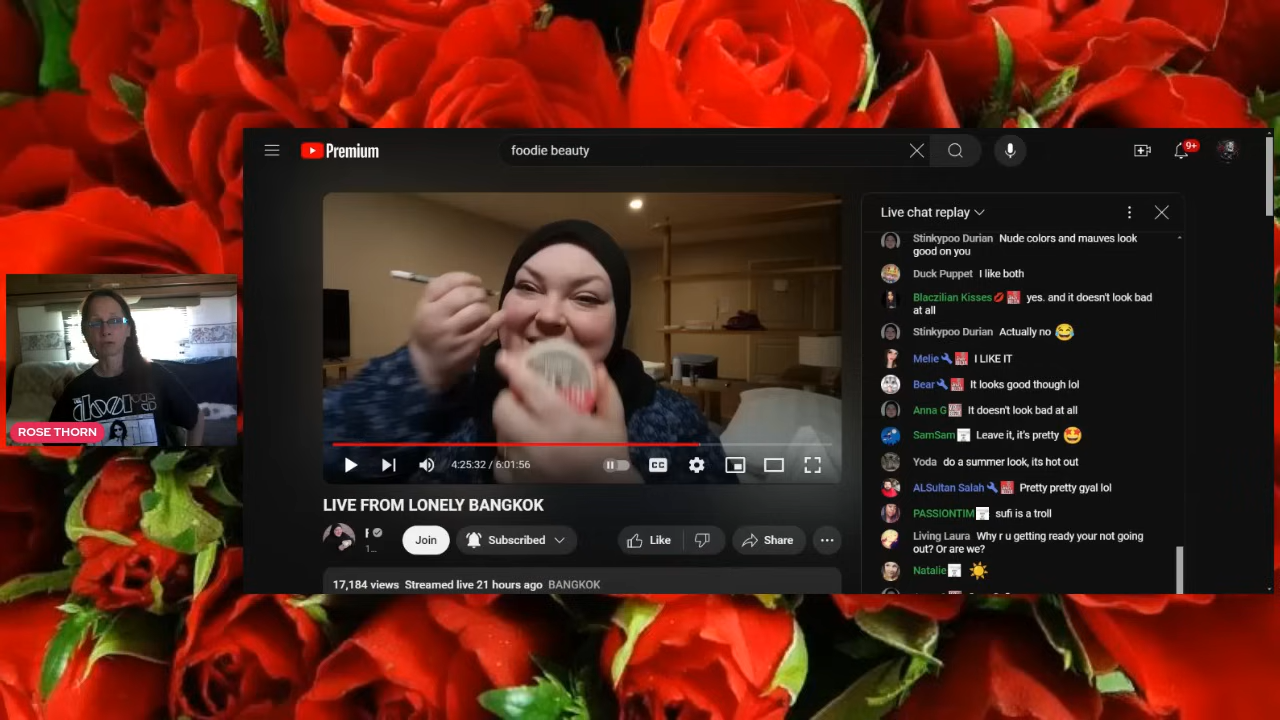 Premium
foodie beauty
9+
Live chat replay
Stinkypoo Durian Nude colors and mauves look
good on you
Duck Puppet I like both
Blaczilian Kisses yes. and it doesn't look bad
at all
Stinkypoo Durian Actually no
Melie I LIKE IT
Bear It looks good though lol
Anna G It doesn't look bad at all
SamSam Leave it, it's pretty
Yoda do a summer look, its hot out
ALSultan Salah Pretty pretty gyal lol
PASSIONTIM sufi is a troll
Living Laura Why r u getting ready your not going
out? Or are we?
Natalie
4:25:32 / 6:01:56
CC
LIVE FROM LONELY BANGKOK
1...
Join
Subscribed
Like
Share
17,184 views Streamed live 21 hours ago BANGKOK
doors
ROSE THORN